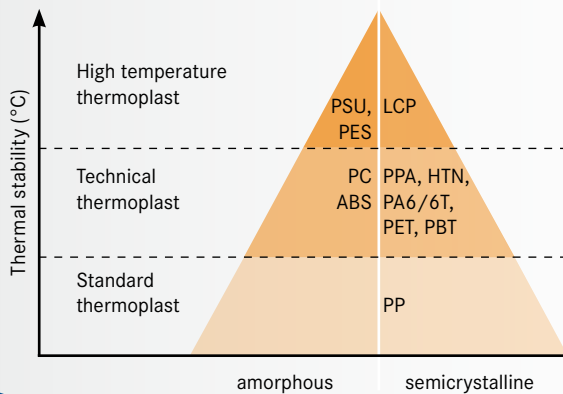 Thermal stability (°C)
High temperature
thermoplast
PSU,
PES
LCP
Technical
thermoplast
PC
ABS
PPA, HTN,
PA6/6T,
PET, PBT
Standard
thermoplast
PP
amorphous
semicrystalline